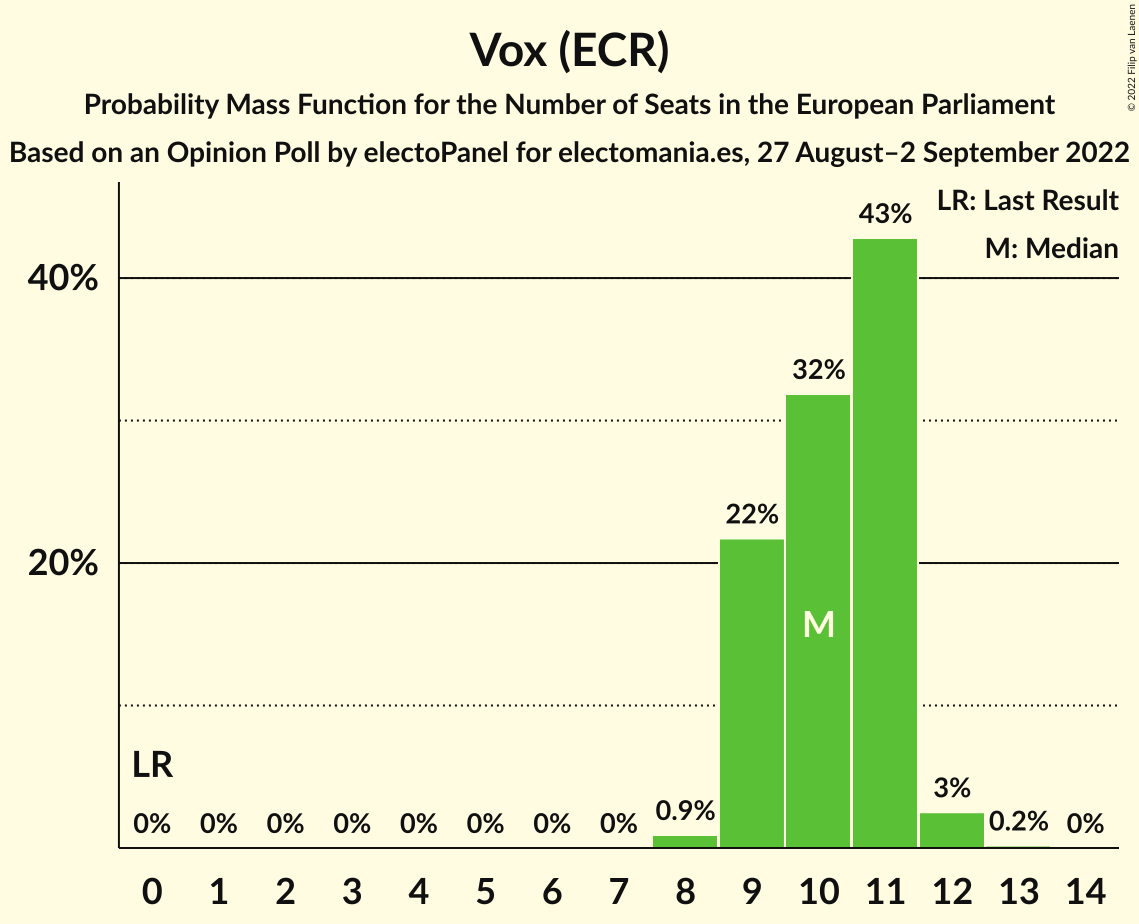 Vox (ECR)
Probability Mass Function for the Number of Seats in the European Parliament
Based on an Opinion Poll by electoPanel for electomania.es, 27 August–2 September 2022
© 2022 Filip van Laenen
LR: Last Result
M: Median
43%
40%
32%
22%
20%
M
LR
0% 0% 0% 0% 0% 0% 0% 0% 0.9% 3% 0.2% 0%
0 1 2 3 4 5 6 7 8 9 10 11 12 13 14